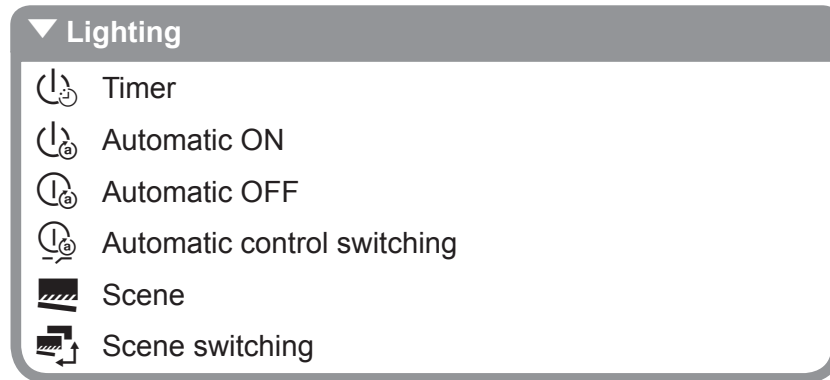 Lighting
Timer
Automatic ON
Automatic OFF
Automatic control switching
Scene
Scene switching